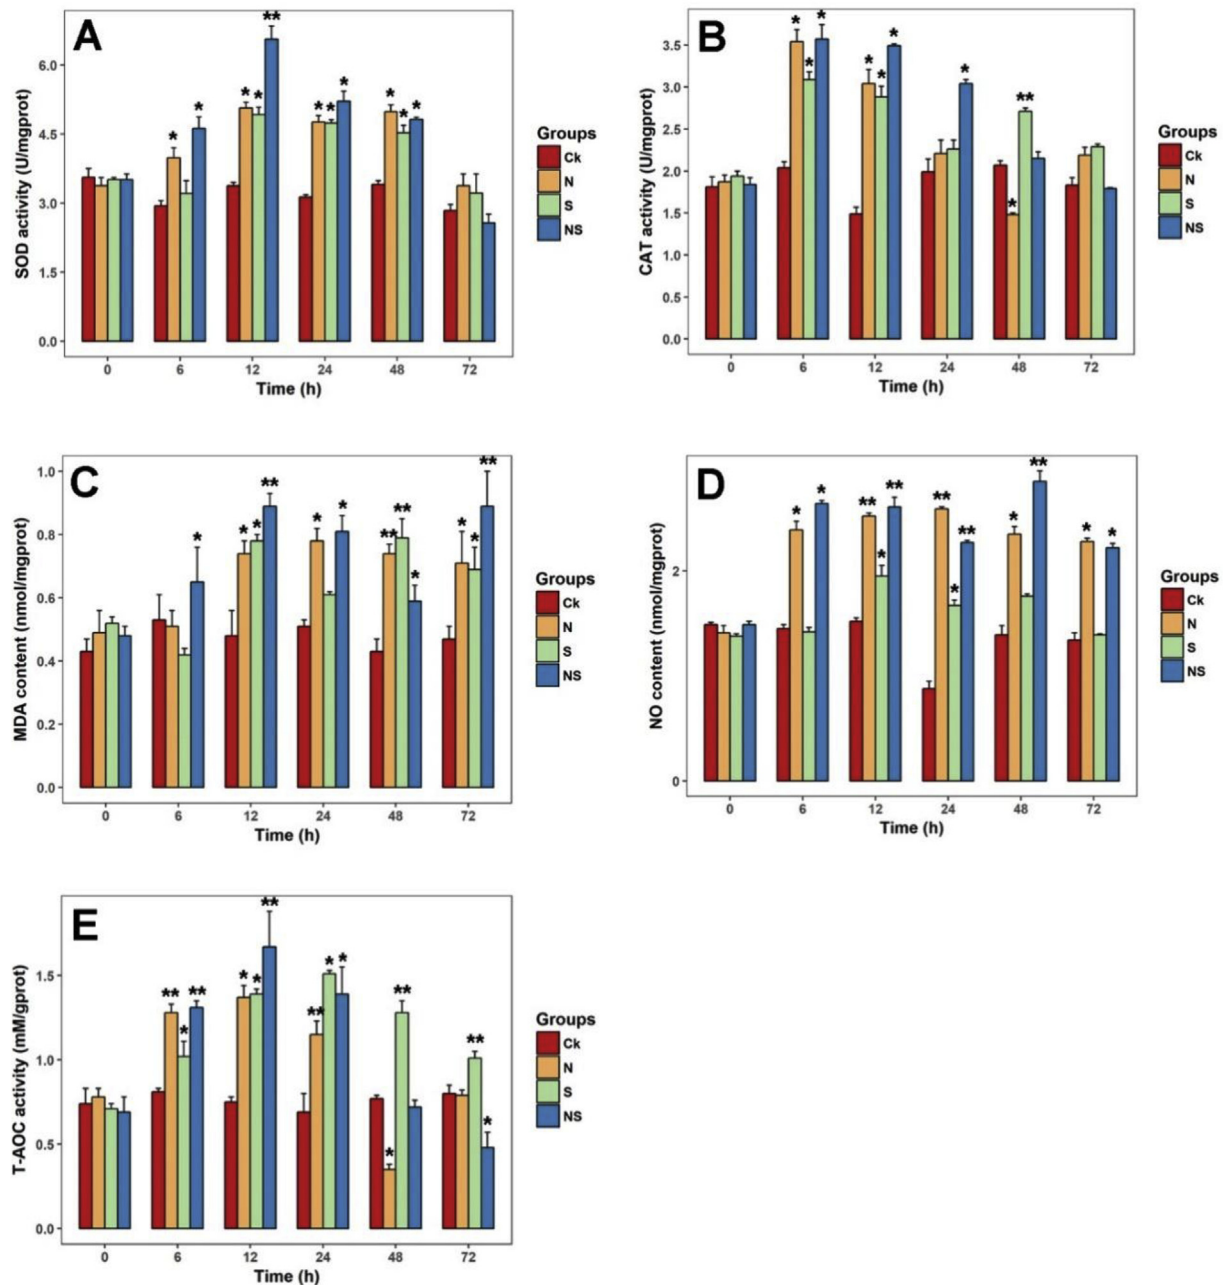 A
SOD activity (U/mgprot)
6.0
4.5
3.0
1.5
0.0
* * * * ** * * * * * *
0 6 12 24 48 72
Time (h)
Groups
Ck
N
S
NS
B
CAT activity (U/mgprot)
3.5
3.0
2.5
2.0
1.5
1.0
0.5
0.0
* * * * * * * * **
0 6 12 24 48 72
Time (h)
Groups
Ck
N
S
NS
C
MDA content (nmol/mgprot)
1.0
0.8
0.6
0.4
0.2
0.0
* * * ** * * ** ** * * * **
0 6 12 24 48 72
Time (h)
Groups
Ck
N
S
NS
D
NO content (nmol/mgprot)
2
0
* * ** * ** ** * ** * ** * *
0 6 12 24 48 72
Time (h)
Groups
Ck
N
S
NS
E
T-AOC activity (mM/gprot)
1.5
1.0
0.5
0.0
** * ** * * ** ** * * * ** ** *
0 6 12 24 48 72
Time (h)
Groups
Ck
N
S
NS